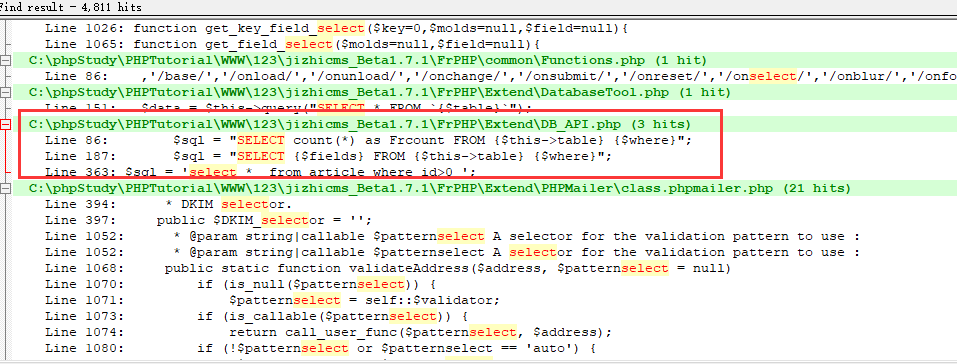 Find result - 4,811 hits
Line 1026: function get_key_field_select($key=0,$molds=null,$field=null){
Line 1065: function get_field_select($molds=null,$field=null){
C:\phpStudy\PHPTutorial\WWW\123\jizhicms_Beta1.7.1\FrPHP\common\Functions.php (1 hit)
Line 86: ,'/base/','/onload/','/onunload/','/onchange/','/onsubmit/','/onreset/','/onselect/','/onblur/','/onfo
C:\phpStudy\PHPTutorial\WWW\123\jizhicms_Beta1.7.1\FrPHP\Extend\DatabaseTool.php (1 hit)
Line 151: $data = $this->query("SELECT * FROM `{$table}`");
C:\phpStudy\PHPTutorial\WWW\123\jizhicms_Beta1.7.1\FrPHP\Extend\DB_API.php (3 hits)
Line 86: $sql = "SELECT count(*) as Frcount FROM {$this->table} {$where}";
Line 187: $sql = "SELECT {$fields} FROM {$this->table} {$where}";
Line 363: $sql = 'select * from article where id>0 ';
C:\phpStudy\PHPTutorial\WWW\123\jizhicms_Beta1.7.1\FrPHP\Extend\PHPMailer\class.phpmailer.php (21 hits)
Line 394: * DKIM selector.
Line 397: public $DKIM_selector = '';
Line 1052: * @param string|callable $patternselect A selector for the validation pattern to use :
Line 1052: * @param string|callable $patternselect A selector for the validation pattern to use :
Line 1068: public static function validateAddress($address, $patternselect = null)
Line 1070: if (is_null($patternselect)) {
Line 1071: $patternselect = self::$validator;
Line 1073: if (is_callable($patternselect)) {
Line 1074: return call_user_func($patternselect, $address);
Line 1080: if (!$patternselect or $patternselect == 'auto') {